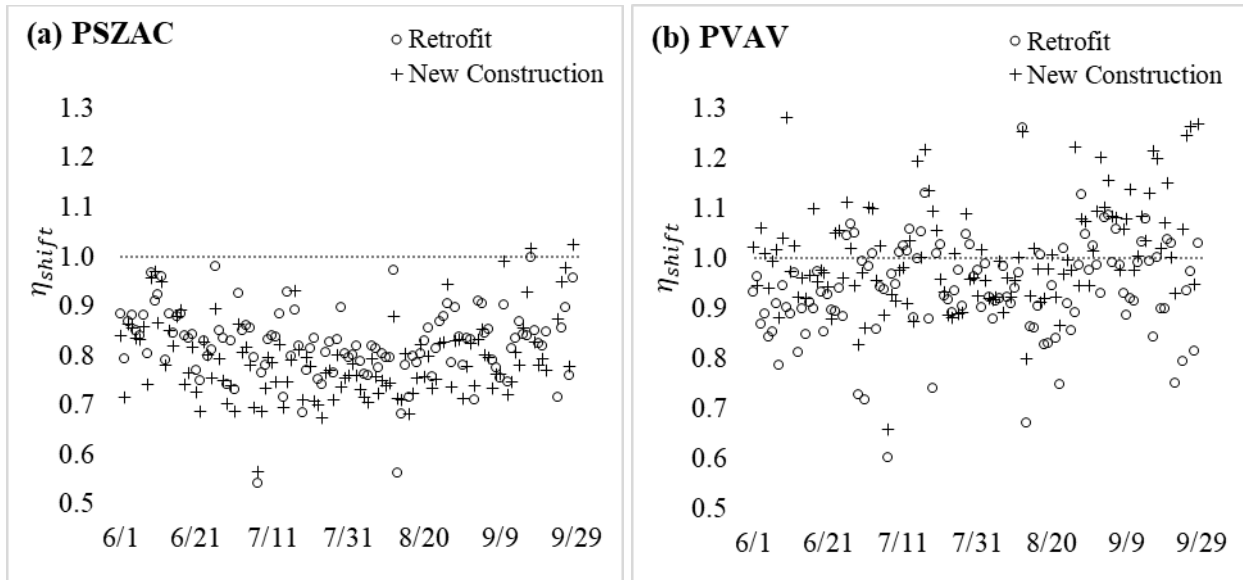 (a) PSZAC
○ Retrofit
+ New Construction
η_shift
1.3
1.2
1.1
1.0
0.9
0.8
0.7
0.6
0.5
6/1 6/21 7/11 7/31 8/20 9/9 9/29
(b) PVAV
○ Retrofit
+ New Construction
η_shift
1.3
1.2
1.1
1.0
0.9
0.8
0.7
0.6
0.5
6/1 6/21 7/11 7/31 8/20 9/9 9/29